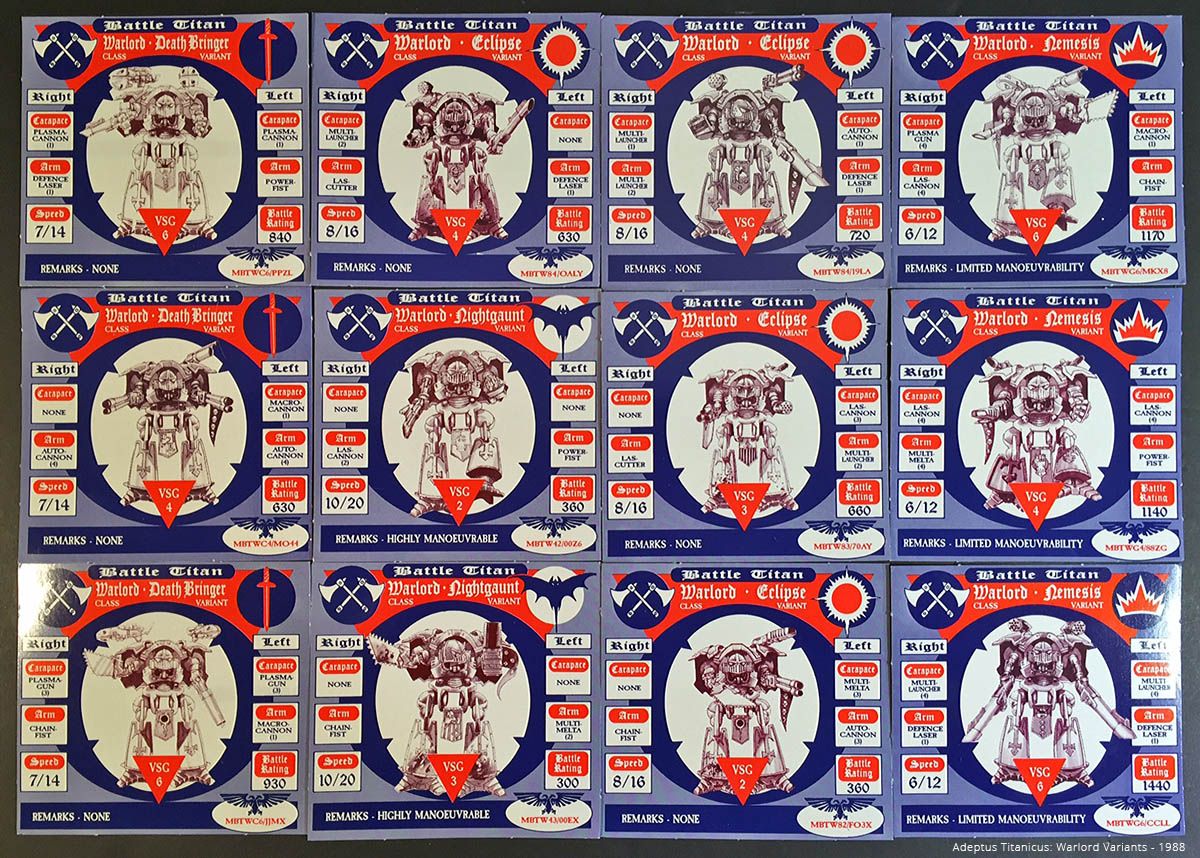 Battle Titan
Warlord · Death Bringer
CLASS VARIANT
Right Left
Carapace Carapace
PLASMA-
CANNON
(1)
PLASMA
CANNON
(1)
Arm Arm
DEFENCE
LASER
(1)
POWER-
FIST
Speed
7/14
VSG
6
Battle
Rating
840
REMARKS - NONE
MBTWC6/PPZL
Battle Titan
Warlord · Eclipse
CLASS VARIANT
Right Left
Carapace Carapace
MULTI-
LAUNCHER
(2)
NONE
Arm Arm
LAS-
CUTTER
DEFENCE
LASER
(1)
Speed
8/16
VSG
4
Battle
Rating
630
REMARKS - NONE
MBTW84/OALY
Battle Titan
Warlord · Eclipse
CLASS VARIANT
Right Left
Carapace Carapace
MULTI-
LAUNCHER
(1)
AUTO-
CANNON
(1)
Arm Arm
MULTI-
LAUNCHER
(2)
DEFENCE
LASER
(1)
Speed
8/16
VSG
4
Battle
Rating
720
REMARKS - NONE
MBTW84/19LA
Battle Titan
Warlord · Nemesis
CLASS VARIANT
Right Left
Carapace Carapace
PLASMA
GUN
(4)
MACRO-
CANNON
(1)
Arm Arm
LAS-
CANNON
(4)
CHAIN-
FIST
Speed
6/12
VSG
6
Battle
Rating
1170
REMARKS - LIMITED MANOEUVRABILITY
MBTWG6/MKX8
Battle Titan
Warlord · Death Bringer
CLASS VARIANT
Right Left
Carapace Carapace
NONE
MACRO-
CANNON
(1)
Arm Arm
AUTO-
CANNON
(4)
AUTO-
CANNON
(4)
Speed
7/14
VSG
4
Battle
Rating
630
REMARKS - NONE
MBTWC4/MO44
Battle Titan
Warlord · Nightgaunt
CLASS VARIANT
Right Left
Carapace Carapace
NONE
NONE
Arm Arm
LAS-
CANNON
(2)
POWER-
FIST
Speed
10/20
VSG
2
Battle
Rating
360
REMARKS - HIGHLY MANOEUVRABLE
MBTW42/00Z6
Battle Titan
Warlord · Eclipse
CLASS VARIANT
Right Left
Carapace Carapace
NONE
LAS-
CANNON
(3)
Arm Arm
LAS-
CUTTER
MULTI-
LAUNCHER
(2)
Speed
8/16
VSG
3
Battle
Rating
660
REMARKS - NONE
MBTW83/70AY
Battle Titan
Warlord · Nemesis
CLASS VARIANT
Right Left
Carapace Carapace
LAS-
CANNON
(4)
LAS-
CANNON
(4)
Arm Arm
MULTI-
MELTA
(4)
POWER-
FIST
Speed
6/12
VSG
4
Battle
Rating
1140
REMARKS - LIMITED MANOEUVRABILITY
MBTWG4/88ZG
Battle Titan
Warlord · Death Bringer
CLASS VARIANT
Right Left
Carapace Carapace
PLASMA-
GUN
(3)
PLASMA-
GUN
(3)
Arm Arm
CHAIN-
FIST
MACRO-
CANNON
(1)
Speed
7/14
VSG
6
Battle
Rating
930
REMARKS - NONE
MBTWC6/JJMX
Battle Titan
Warlord · Nightgaunt
CLASS VARIANT
Right Left
Carapace Carapace
NONE
NONE
Arm Arm
CHAIN-
FIST
MULTI-
MELTA
(2)
Speed
10/20
VSG
3
Battle
Rating
300
REMARKS - HIGHLY MANOEUVRABLE
MBTW43/00EX
Battle Titan
Warlord · Eclipse
CLASS VARIANT
Right Left
Carapace Carapace
NONE
MULTI-
MELTA
(3)
Arm Arm
CHAIN-
FIST
AUTO-
CANNON
(3)
Speed
8/16
VSG
2
Battle
Rating
360
REMARKS - NONE
MBTW82/FO3X
Battle Titan
Warlord · Nemesis
CLASS VARIANT
Right Left
Carapace Carapace
MULTI-
LAUNCHER
(4)
MULTI-
LAUNCHER
(4)
Arm Arm
DEFENCE
LASER
(1)
DEFENCE
LASER
(1)
Speed
6/12
VSG
6
Battle
Rating
1440
REMARKS - LIMITED MANOEUVRABILITY
MBTWG6/CCLL
Adeptus Titanicus: Warlord Variants - 1988